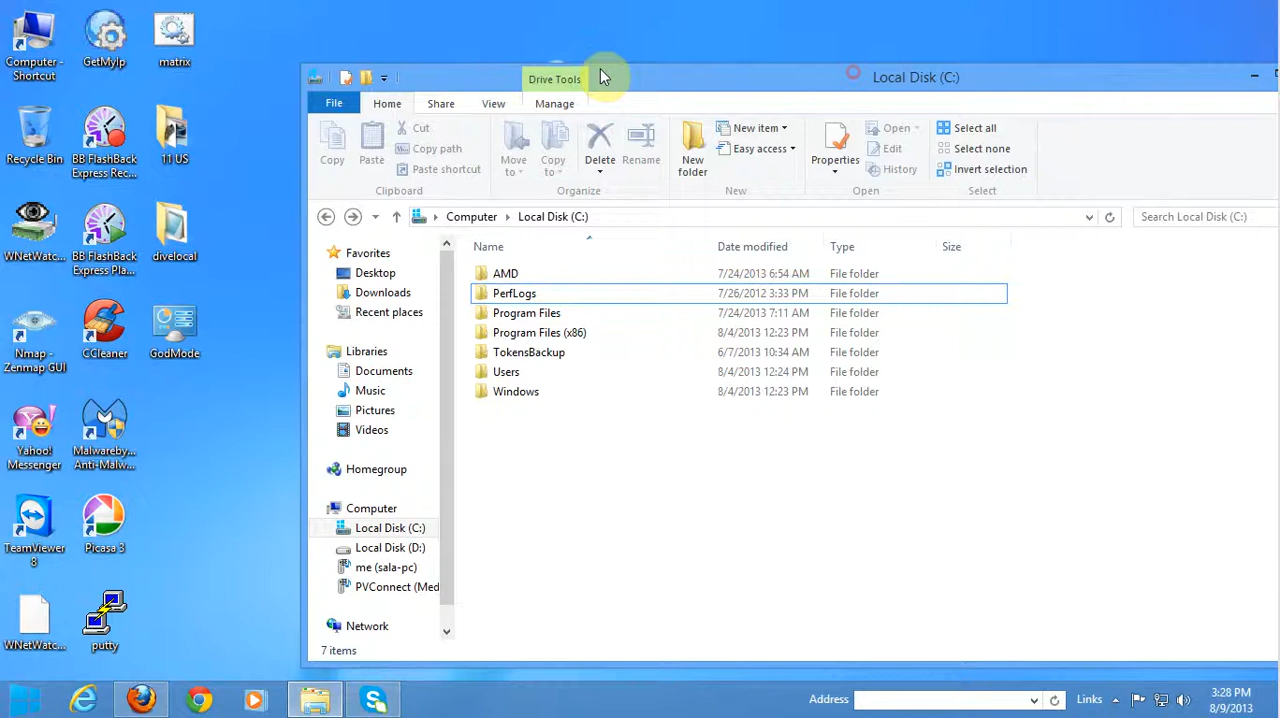 Computer -
Shortcut
GetMyIp
matrix
Recycle Bin
BB FlashBack
Express Rec...
11 US
WNetWatc...
BB FlashBack
Express Pla...
divelocal
Nmap -
Zenmap GUI
CCleaner
GodMode
Yahoo!
Messenger
Malwareby...
Anti-Malw...
TeamViewer
8
Picasa 3
WNetWatc...
putty
Drive Tools
Local Disk (C:)
File
Home
Share
View
Manage
Copy
Paste
Cut
Copy path
Paste shortcut
Clipboard
Move
to
Copy
to
Delete
Rename
Organize
New
folder
New item
Easy access
New
Properties
Open
Edit
History
Open
Select all
Select none
Invert selection
Select
Computer
Local Disk (C:)
Search Local Disk (C:)
Favorites
Desktop
Downloads
Recent places
Libraries
Documents
Music
Pictures
Videos
Homegroup
Computer
Local Disk (C:)
Local Disk (D:)
me (sala-pc)
PVConnect (Med
Network
Name Date modified Type Size
AMD 7/24/2013 6:54 AM File folder
PerfLogs 7/26/2012 3:33 PM File folder
Program Files 7/24/2013 7:11 AM File folder
Program Files (x86) 8/4/2013 12:23 PM File folder
TokensBackup 6/7/2013 10:34 AM File folder
Users 8/4/2013 12:24 PM File folder
Windows 8/4/2013 12:23 PM File folder
7 items
Address
Links
3:28 PM
8/9/2013